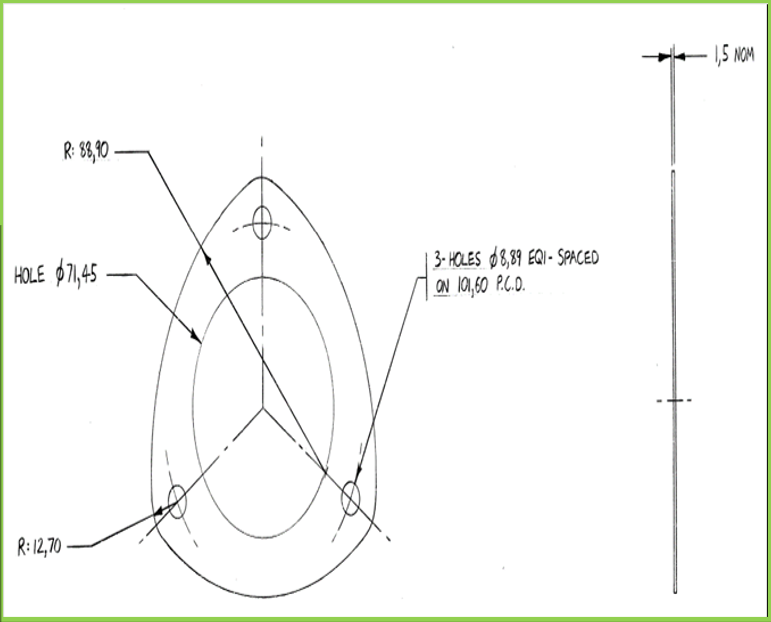 1,5 NOM
R: 88,90
3-HOLES ϕ8,89 EQI-SPACED
ON 101,60 P.C.D.
HOLE ϕ71,45
R:12,70